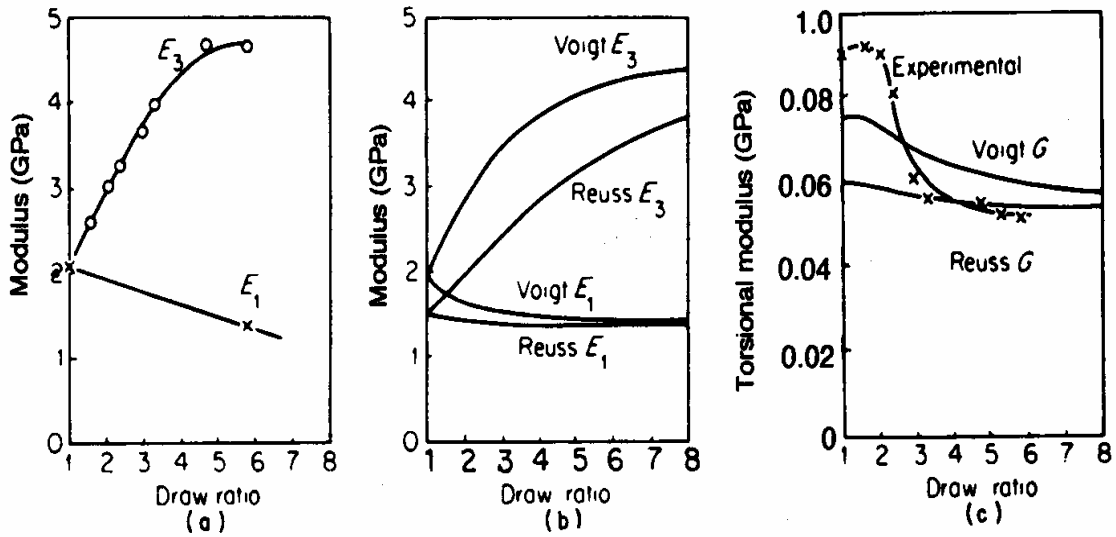 Modulus (GPa)
5
4
3
2
1
0
E3
E1
1 2 3 4 5 6 7 8
Draw ratio
(a)
Modulus (GPa)
5
4
3
2
1
0
Voigt E3
Reuss E3
Voigt E1
Reuss E1
1 2 3 4 5 6 7 8
Draw ratio
(b)
Torsional modulus (GPa)
1.0
0.08
0.06
0.04
0.02
0
Experimental
Voigt G
Reuss G
1 2 3 4 5 6 7 8
Draw ratio
(c)